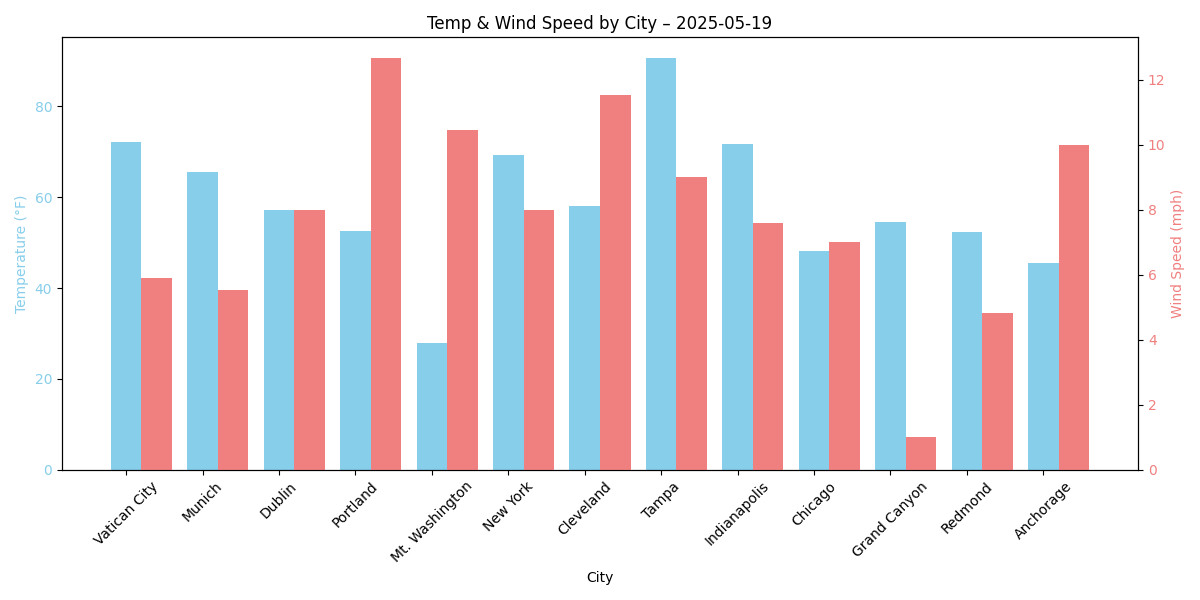 Temp & Wind Speed by City – 2025-05-19
Temperature (°F)
80
60
40
20
0
12
10
8
6
4
2
0
Wind Speed (mph)
Vatican City
Munich
Dublin
Portland
Mt. Washington
New York
Cleveland
Tampa
Indianapolis
Chicago
Grand Canyon
Redmond
Anchorage
City